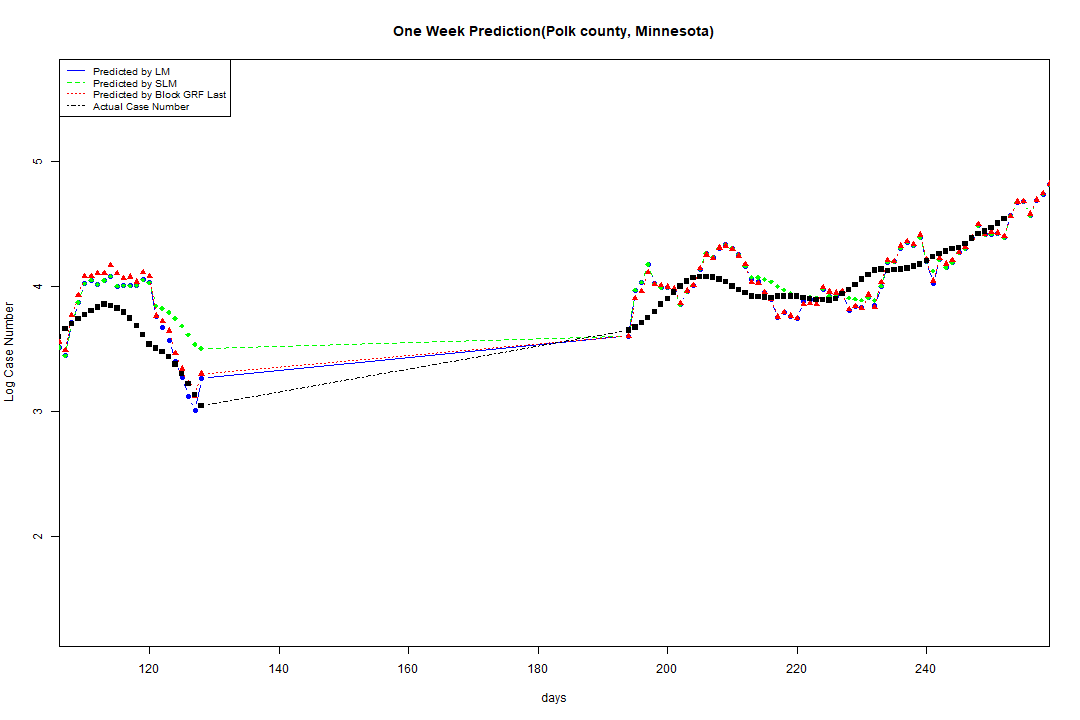 One Week Prediction(Polk county, Minnesota)
Predicted by LM
Predicted by SLM
Predicted by Block GRF Last
Actual Case Number
Log Case Number
5
4
3
2
120 140 160 180 200 220 240
days